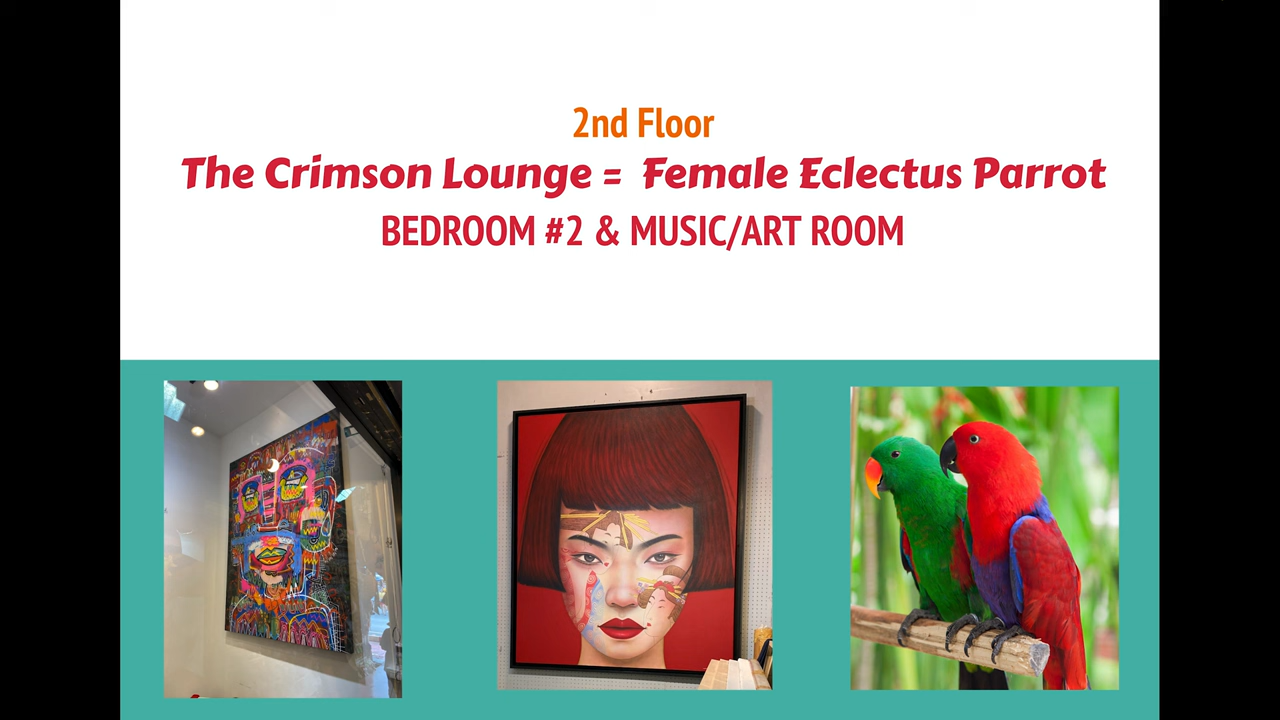 2nd Floor
The Crimson Lounge = Female Eclectus Parrot
BEDROOM #2 & MUSIC/ART ROOM